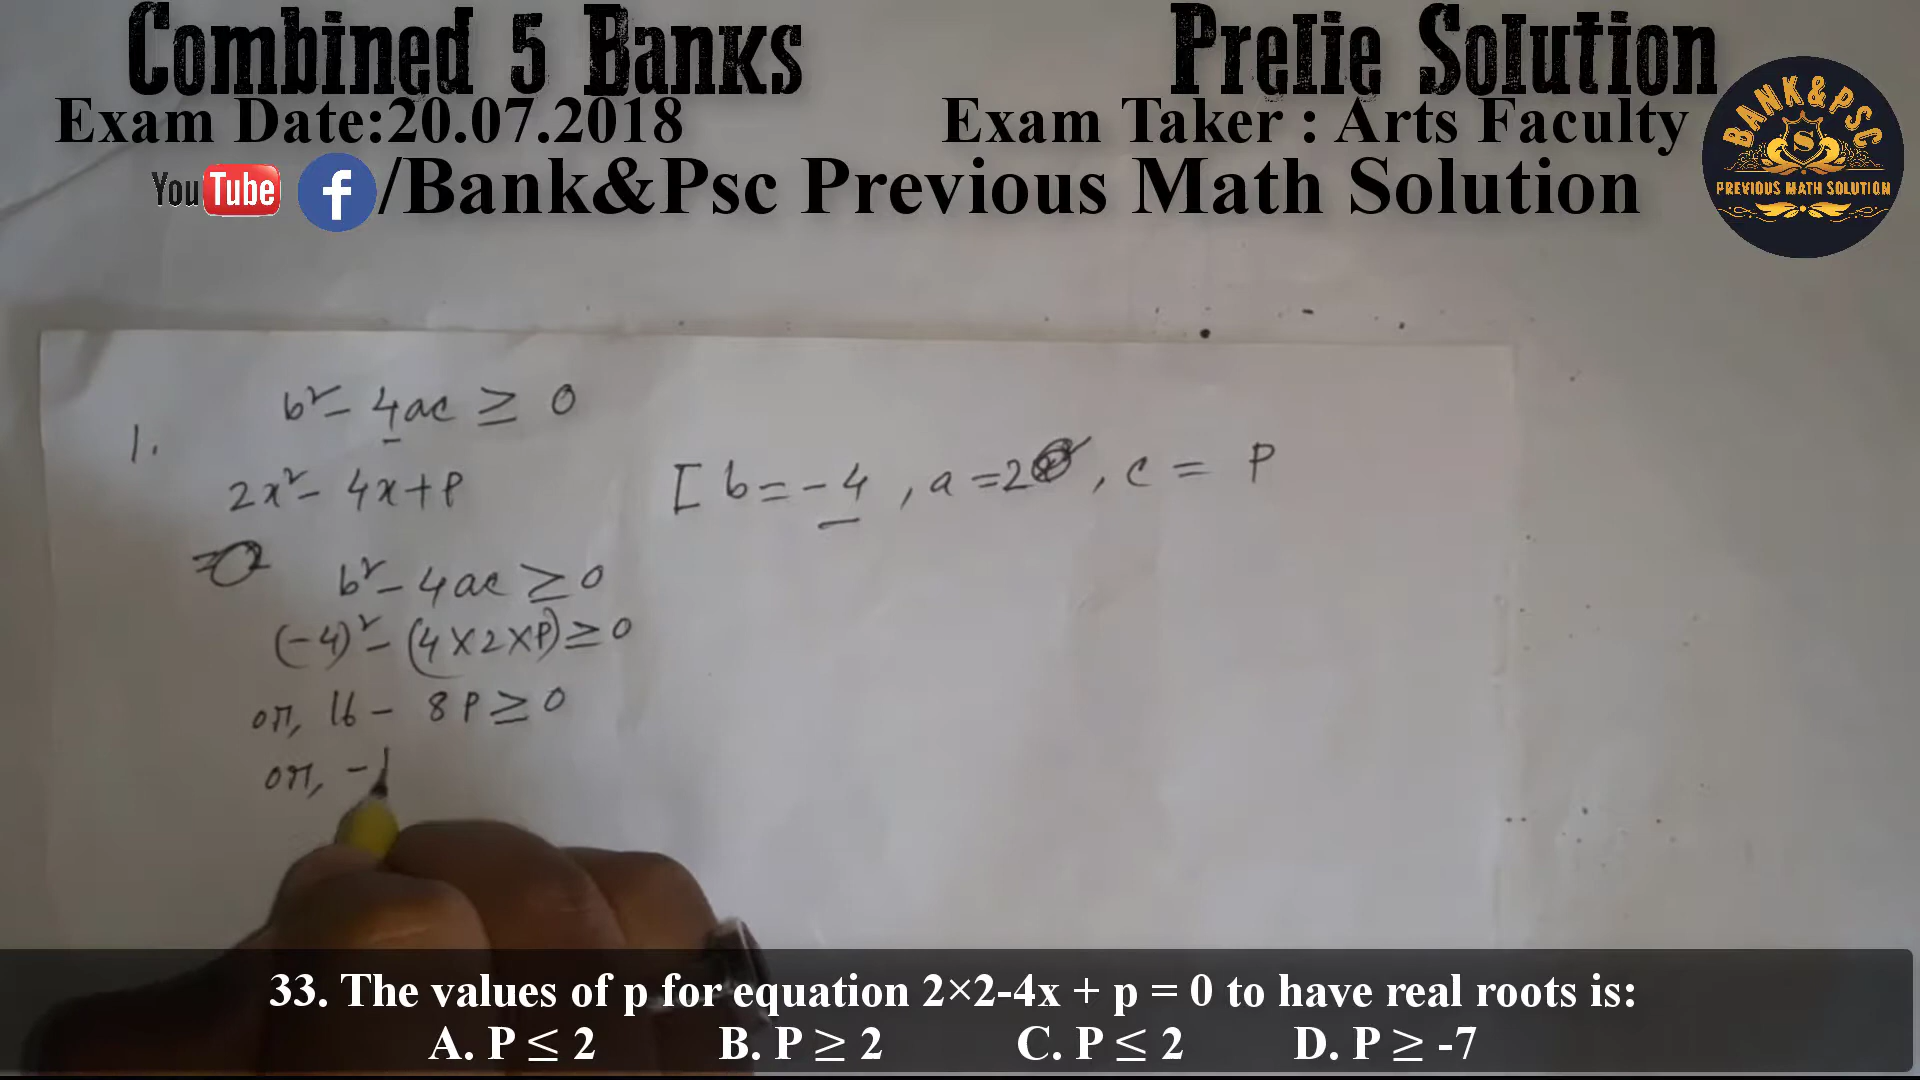 Combined 5 Banks
Prelie Solution
Exam Date:20.07.2018
Exam Taker : Arts Faculty
YouTube f/Bank&Psc Previous Math Solution
BANK&PSC
S
PREVIOUS MATH SOLUTION
b² - 4ac ≥ 0
1.
2x² - 4x + P
[ b = -4, a = 2, c = P
b² - 4ac ≥ 0
(-4)² - (4 × 2 × P) ≥ 0
or, 16 - 8P ≥ 0
or, -1
33. The values of p for equation 2×2-4x + p = 0 to have real roots is:
A. P ≤ 2 B. P ≥ 2 C. P ≤ 2 D. P ≥ -7